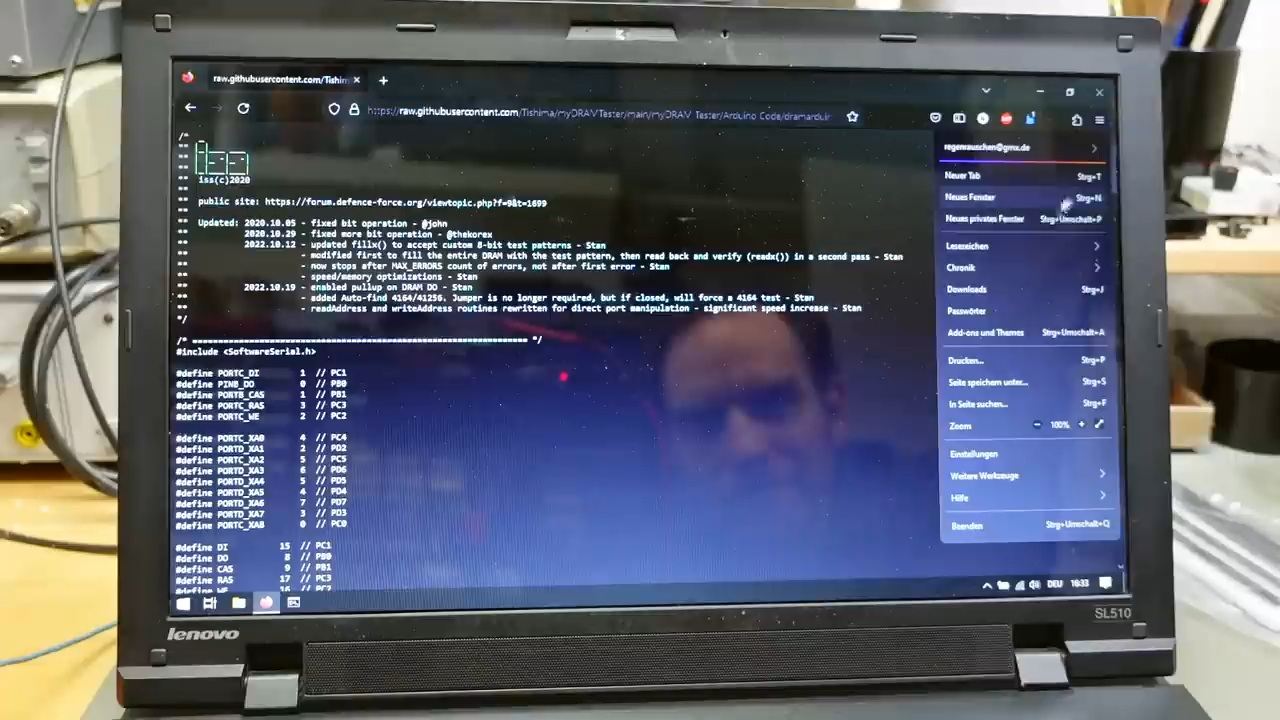 raw.githubusercontent.com/Tishim
https://raw.githubusercontent.com/Tishima/myDRAMTester/main/myDRAM Tester/Arduino Code/dramarduir
/*
** iss(c)2020
**
** public site: https://forum.defence-force.org/viewtopic.php?f=9&t=1699
**
** Updated: 2020.10.05 - fixed bit operation - @john
** 2020.10.29 - fixed more bit operation - @thekorex
** 2022.10.12 - updated fillx() to accept custom 8-bit test patterns - Stan
** - modified first to fill the entire DRAM with the test pattern, then read back and verify (readx()) in a second pass - Stan
** - now stops after MAX_ERRORS count of errors, not after first error - Stan
** - speed/memory optimizations - Stan
** 2022.10.19 - enabled pullup on DRAM DO - Stan
** - added Auto-find 4164/41256. Jumper is no longer required, but if closed, will force a 4164 test - Stan
** - readAddress and writeAddress routines rewritten for direct port manipulation - significant speed increase - Stan
*/
/* ================================================================ */
#include <SoftwareSerial.h>
#define PORTC_DI 1 // PC1
#define PINB_DO 0 // PB0
#define PORTB_CAS 1 // PB1
#define PORTC_RAS 3 // PC3
#define PORTC_WE 2 // PC2
#define PORTC_XA0 4 // PC4
#define PORTD_XA1 2 // PD2
#define PORTC_XA2 5 // PC5
#define PORTD_XA3 6 // PD6
#define PORTD_XA4 5 // PD5
#define PORTD_XA5 4 // PD4
#define PORTD_XA6 7 // PD7
#define PORTD_XA7 3 // PD3
#define PORTC_XA8 0 // PC0
#define DI 15 // PC1
#define DO 8 // PB0
#define CAS 9 // PB1
#define RAS 17 // PC3
#define WE 16 // PC2
regenrauschen@gmx.de
Neuer Tab Strg+T
Neues Fenster Strg+N
Neues privates Fenster Strg+Umschalt+P
Lesezeichen
Chronik
Downloads Strg+J
Passwörter
Add-ons und Themes Strg+Umschalt+A
Drucken... Strg+P
Seite speichern unter... Strg+S
In Seite suchen... Strg+F
Zoom - 100% +
Einstellungen
Weitere Werkzeuge
Hilfe
Beenden Strg+Umschalt+Q
DEU 16:33
lenovo
SL510